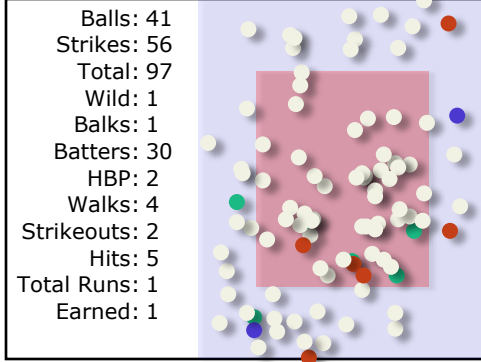 Balls: 41
Strikes: 56
Total: 97
Wild: 1
Balks: 1
Batters: 30
HBP: 2
Walks: 4
Strikeouts: 2
Hits: 5
Total Runs: 1
Earned: 1